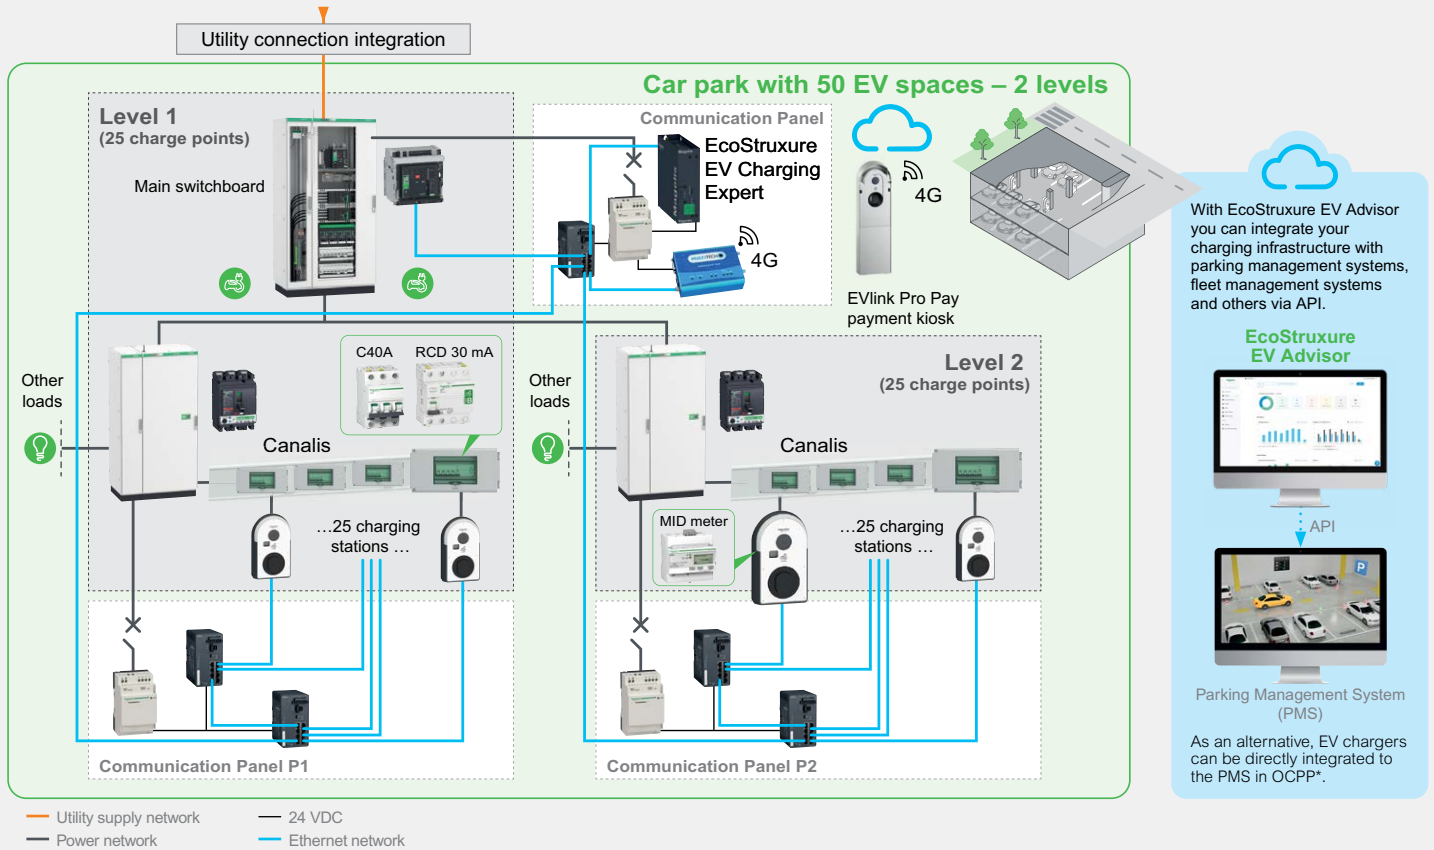 Utility connection integration
Car park with 50 EV spaces – 2 levels
Level 1
(25 charge points)
Main switchboard
Communication Panel
EcoStruxure
EV Charging
Expert
4G
4G
EVlink Pro Pay
payment kiosk
With EcoStruxure EV Advisor
you can integrate your
charging infrastructure with
parking management systems,
fleet management systems
and others via API.
EcoStruxure
EV Advisor
API
P
Parking Management System
(PMS)
As an alternative, EV chargers
can be directly integrated to
the PMS in OCPP*.
Other
loads
C40A
RCD 30 mA
Canalis
…25 charging
stations …
Communication Panel P1
Other
loads
Level 2
(25 charge points)
Canalis
MID meter
…25 charging
stations …
Communication Panel P2
Utility supply network
Power network
24 VDC
Ethernet network